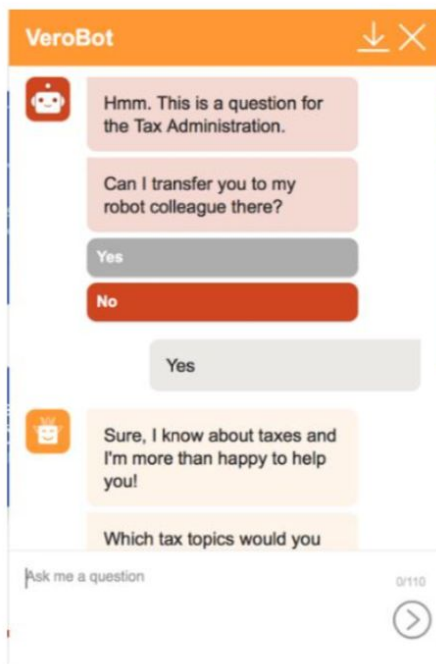 VeroBot
Hmm. This is a question for
the Tax Administration.
Can I transfer you to my
robot colleague there?
Yes
No
Yes
Sure, I know about taxes and
I'm more than happy to help
you!
Which tax topics would you
Ask me a question
0/110